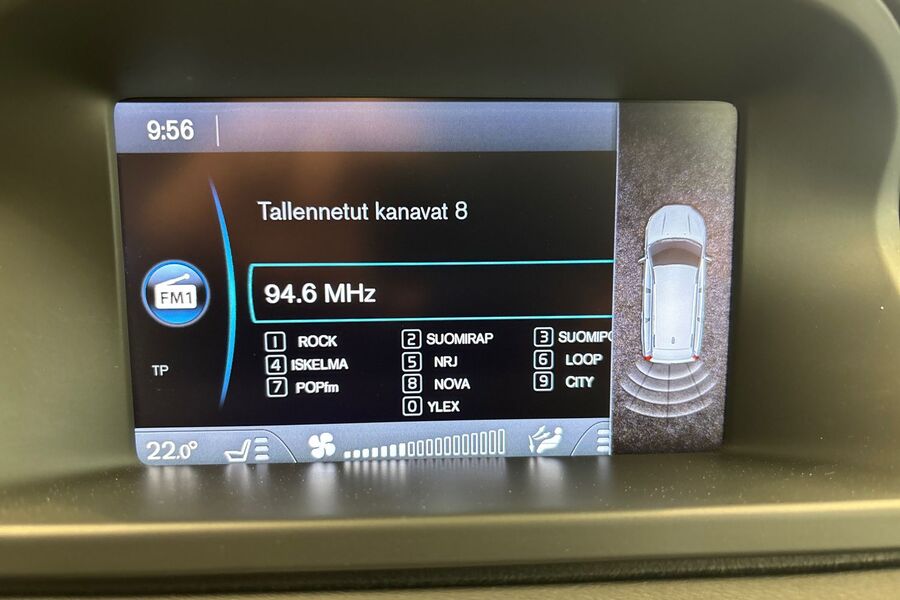 9:56
Tallennetut kanavat 8
FM1
94.6 MHz
1 ROCK 2 SUOMIRAP 3
4 ISKELMA 5 NRJ 6 LOOP
7 POPfm 8 NOVA 9 CITY
0 YLEX
TP
22.0°